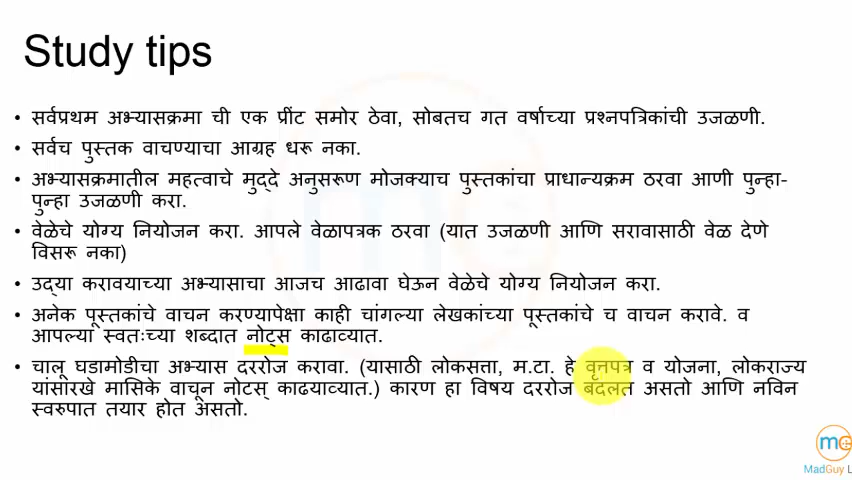 Study tips
• सर्वप्रथम अभ्यासक्रमा ची एक प्रींट समोर ठेवा, सोबतच गत वर्षाच्या प्रश्नपत्रिकांची उजळणी.
• सर्वच पुस्तक वाचण्याचा आग्रह धरू नका.
• अभ्यासक्रमातील महत्वाचे मुद्दे अनुसरूण मोजक्याच पुस्तकांचा प्राधान्यक्रम ठरवा आणी पुन्हा-
पुन्हा उजळणी करा.
• वेळेचे योग्य नियोजन करा. आपले वेळापत्रक ठरवा (यात उजळणी आणि सरावासाठी वेळ देणे
विसरू नका)
• उद्या करावयाच्या अभ्यासाचा आजच आढावा घेऊन वेळेचे योग्य नियोजन करा.
• अनेक पूस्तकांचे वाचन करण्यापेक्षा काही चांगल्या लेखकांच्या पूस्तकांचे च वाचन करावे. व
आपल्या स्वतःच्या शब्दात नोट्स काढाव्यात.
• चालू घडामोडीचा अभ्यास दररोज करावा. (यासाठी लोकसत्ता, म.टा. हे वृत्तपत्र व योजना, लोकराज्य
यांसारखे मासिके वाचून नोटस् काढयाव्यात.) कारण हा विषय दररोज बदलत असतो आणि नविन
स्वरुपात तयार होत असतो.
MadGuy L